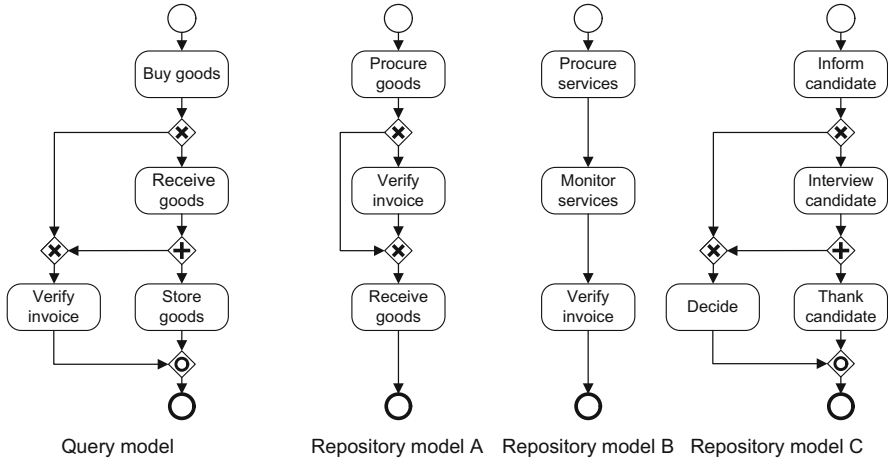 Buy goods
Receive
goods
Verify
invoice
Store
goods
Query model
Procure
goods
Verify
invoice
Receive
goods
Repository model A
Procure
services
Monitor
services
Verify
invoice
Repository model B
Inform
candidate
Interview
candidate
Decide
Thank
candidate
Repository model C